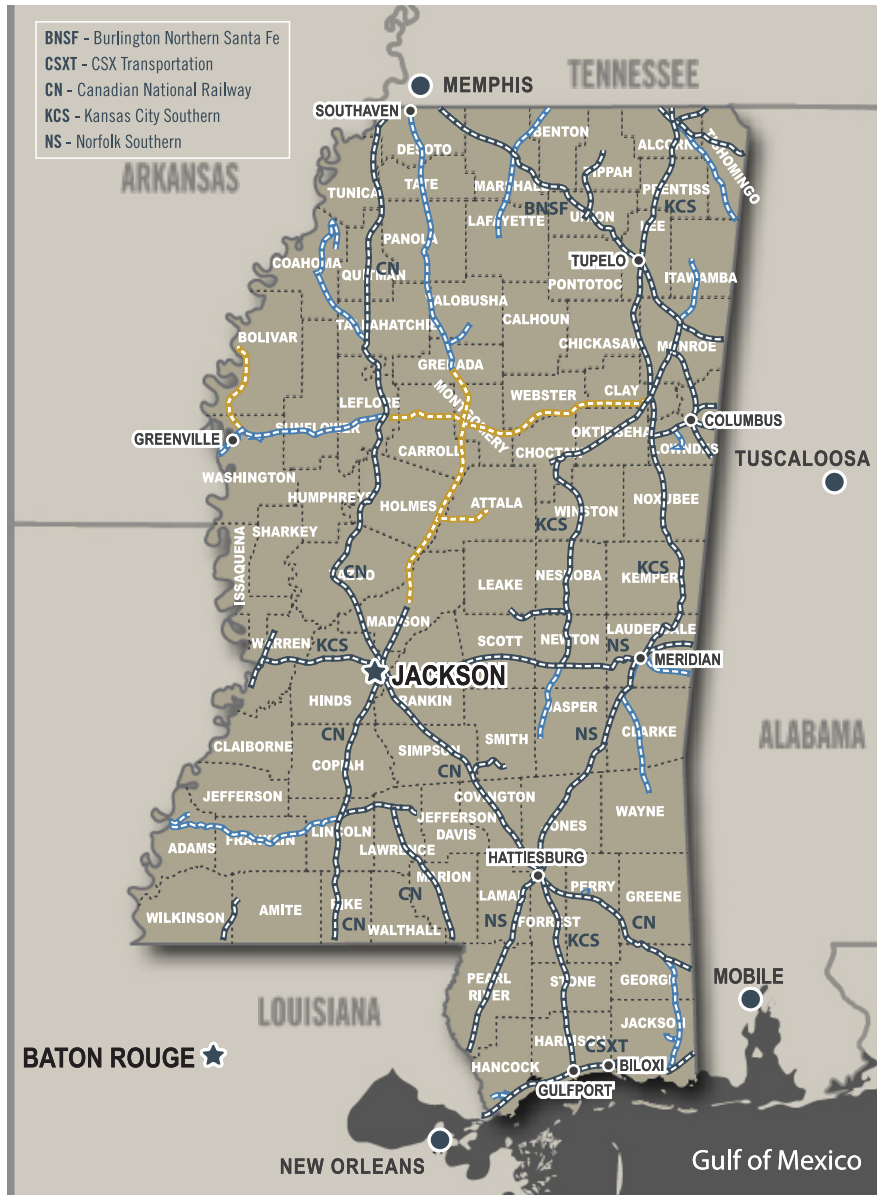 BNSF - Burlington Northern Santa Fe
CSXT - CSX Transportation
CN - Canadian National Railway
KCS - Kansas City Southern
NS - Norfolk Southern
MEMPHIS
TENNESSEE
SOUTHAVEN
ARKANSAS
DESOTO
BENTON
ALCORN
TISHOMINGO
TUNICA
TATE
MARSHALL
TIPPAH
PRENTISS
BNSF
KCS
LAFAYETTE
UNION
LEE
PANOLA
COAHOMA
QUITMAN
CN
TUPELO
ITAWAMBA
PONTOTOC
YALOBUSHA
CALHOUN
TALLAHATCHIE
BOLIVAR
CHICKASAW
MONROE
GRENADA
MONTGOMERY
WEBSTER
CLAY
LEFLORE
SUNFLOWER
GREENVILLE
COLUMBUS
OKTIBBEHA
CARROLL
CHOCTAW
LOWNDES
TUSCALOOSA
WASHINGTON
HUMPHREYS
HOLMES
ATTALA
WINSTON
NOXUBEE
KCS
SHARKEY
ISSAQUENA
CN
YAZOO
LEAKE
NESHOBA
KCS
KEMPER
MADISON
WARREN
KCS
SCOTT
NEWTON
NS
LAUDERDALE
MERIDIAN
JACKSON
HINDS
RANKIN
JASPER
CLARKE
CN
CLAIBORNE
SIMPSON
SMITH
NS
ALABAMA
COPIAH
CN
JEFFERSON
COVINGTON
WAYNE
JEFFERSON
DAVIS
JONES
LINCOLN
ADAMS
FRANKLIN
LAWRENCE
HATTIESBURG
MARION
LAMAR
PERRY
GREENE
WILKINSON
AMITE
PIKE
CN
CN
WALTHALL
NS
FORREST
KCS
CN
PEARL
RIVER
STONE
GEORGE
MOBILE
LOUISIANA
JACKSON
HARRISON
CSXT
BATON ROUGE
HANCOCK
BILOXI
GULFPORT
NEW ORLEANS
Gulf of Mexico